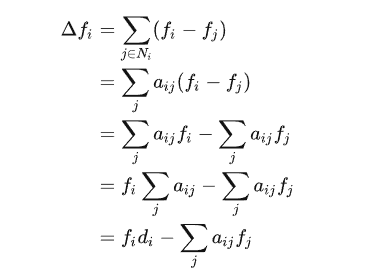 Δf_i = ∑_{j∈N_i} (f_i − f_j)
= ∑_j a_{ij}(f_i − f_j)
= ∑_j a_{ij}f_i − ∑_j a_{ij}f_j
= f_i ∑_j a_{ij} − ∑_j a_{ij}f_j
= f_i d_i − ∑_j a_{ij}f_j